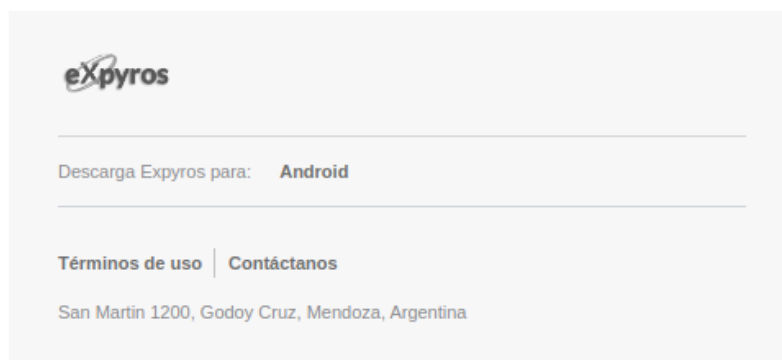 eXpyros
Descarga Expyros para: Android
Términos de uso | Contáctanos
San Martin 1200, Godoy Cruz, Mendoza, Argentina